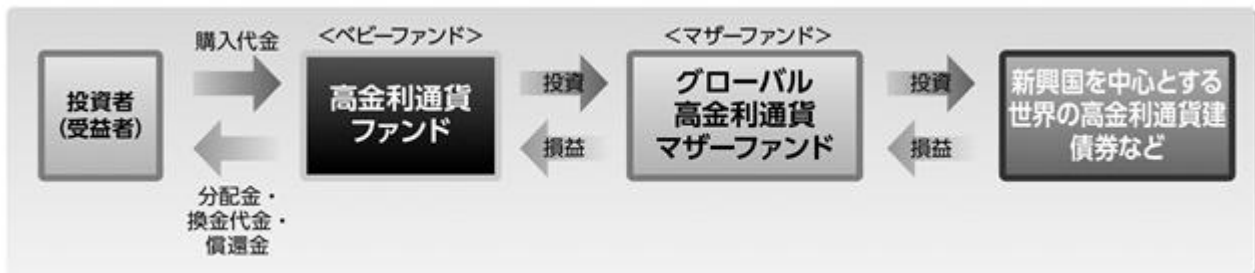 購入代金
投資者
(受益者)
分配金・
換金代金・
償還金
<ベビーファンド>
高金利通貨
ファンド
投資
損益
<マザーファンド>
グローバル
高金利通貨
マザーファンド
投資
損益
新興国を中心とする
世界の高金利通貨建
債券など